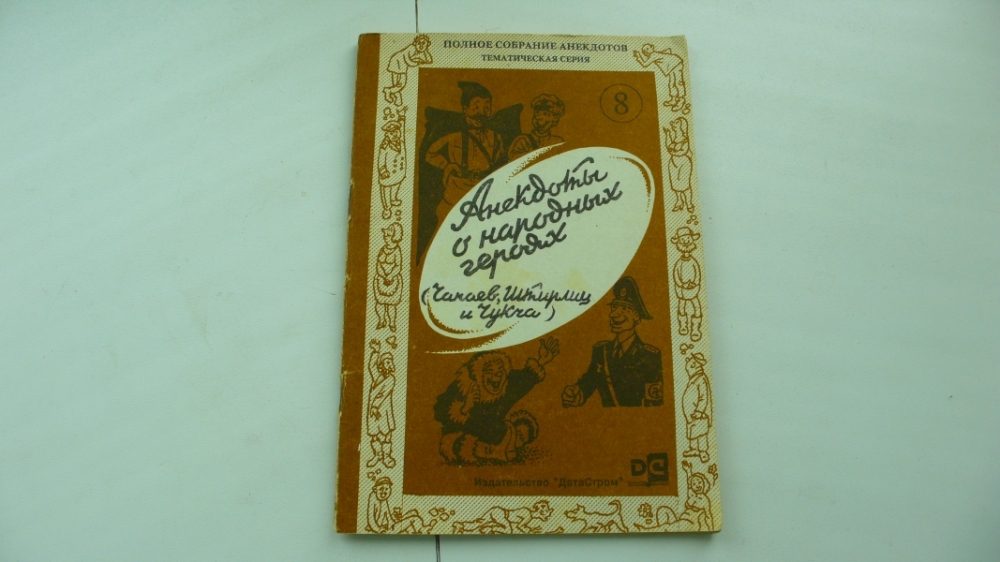 ПОЛНОЕ СОБРАНИЕ АНЕКДОТОВ
ТЕМАТИЧЕСКАЯ СЕРИЯ
8
Анекдоты
о народных
героях
(Чапаев, Штирлиц
и Чукча)
DC
Издательство "ДатаСтром"